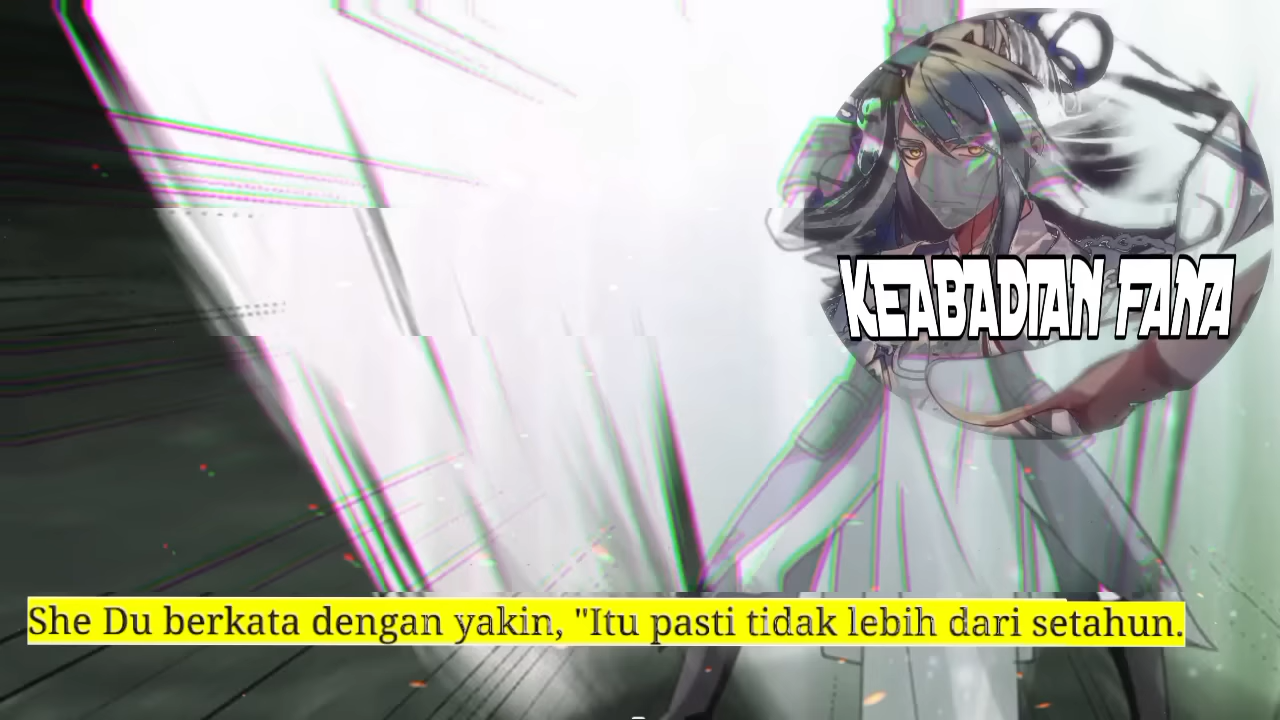 KEABADIAN FANA
She Du berkata dengan yakin, "Itu pasti tidak lebih dari setahun.